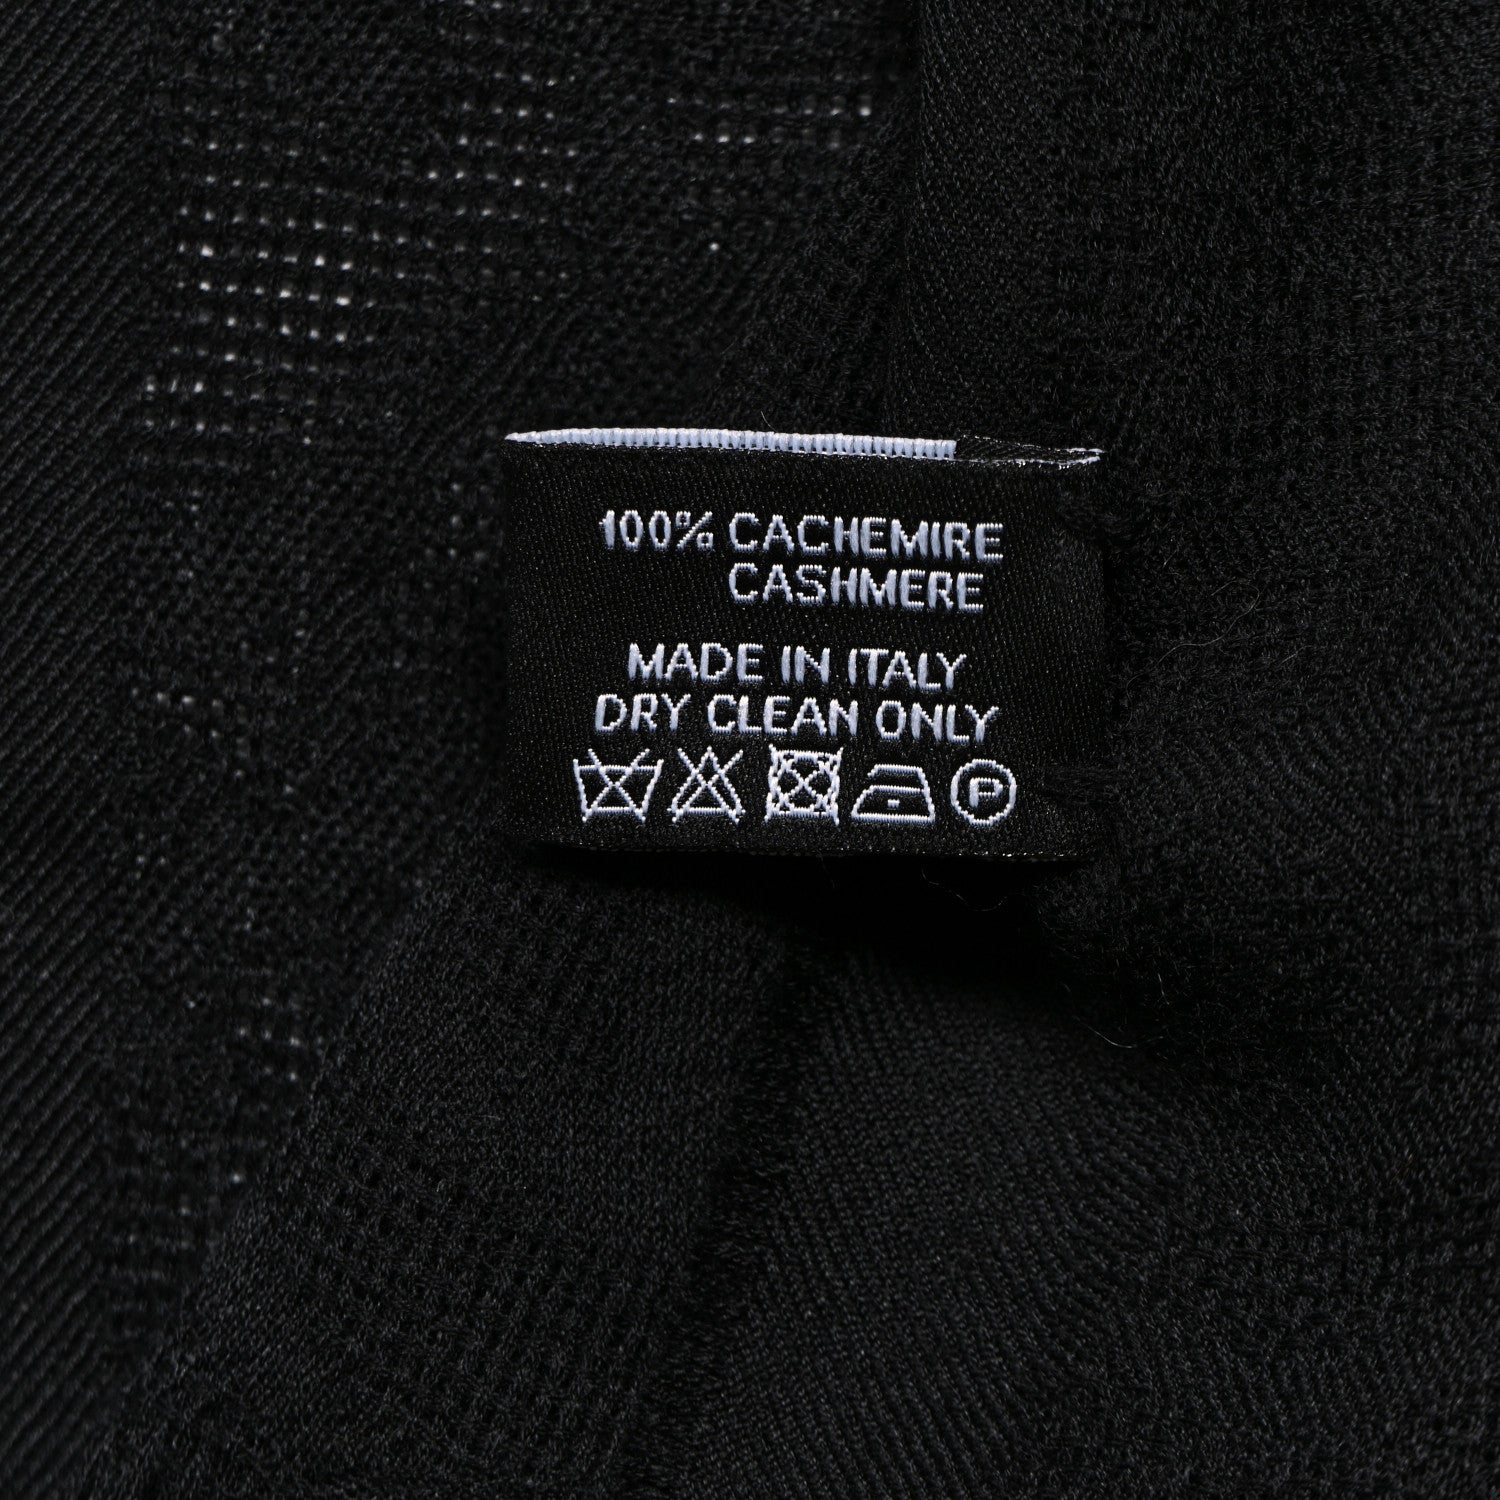 100% CACHEMIRE
CASHMERE
MADE IN ITALY
DRY CLEAN ONLY
P